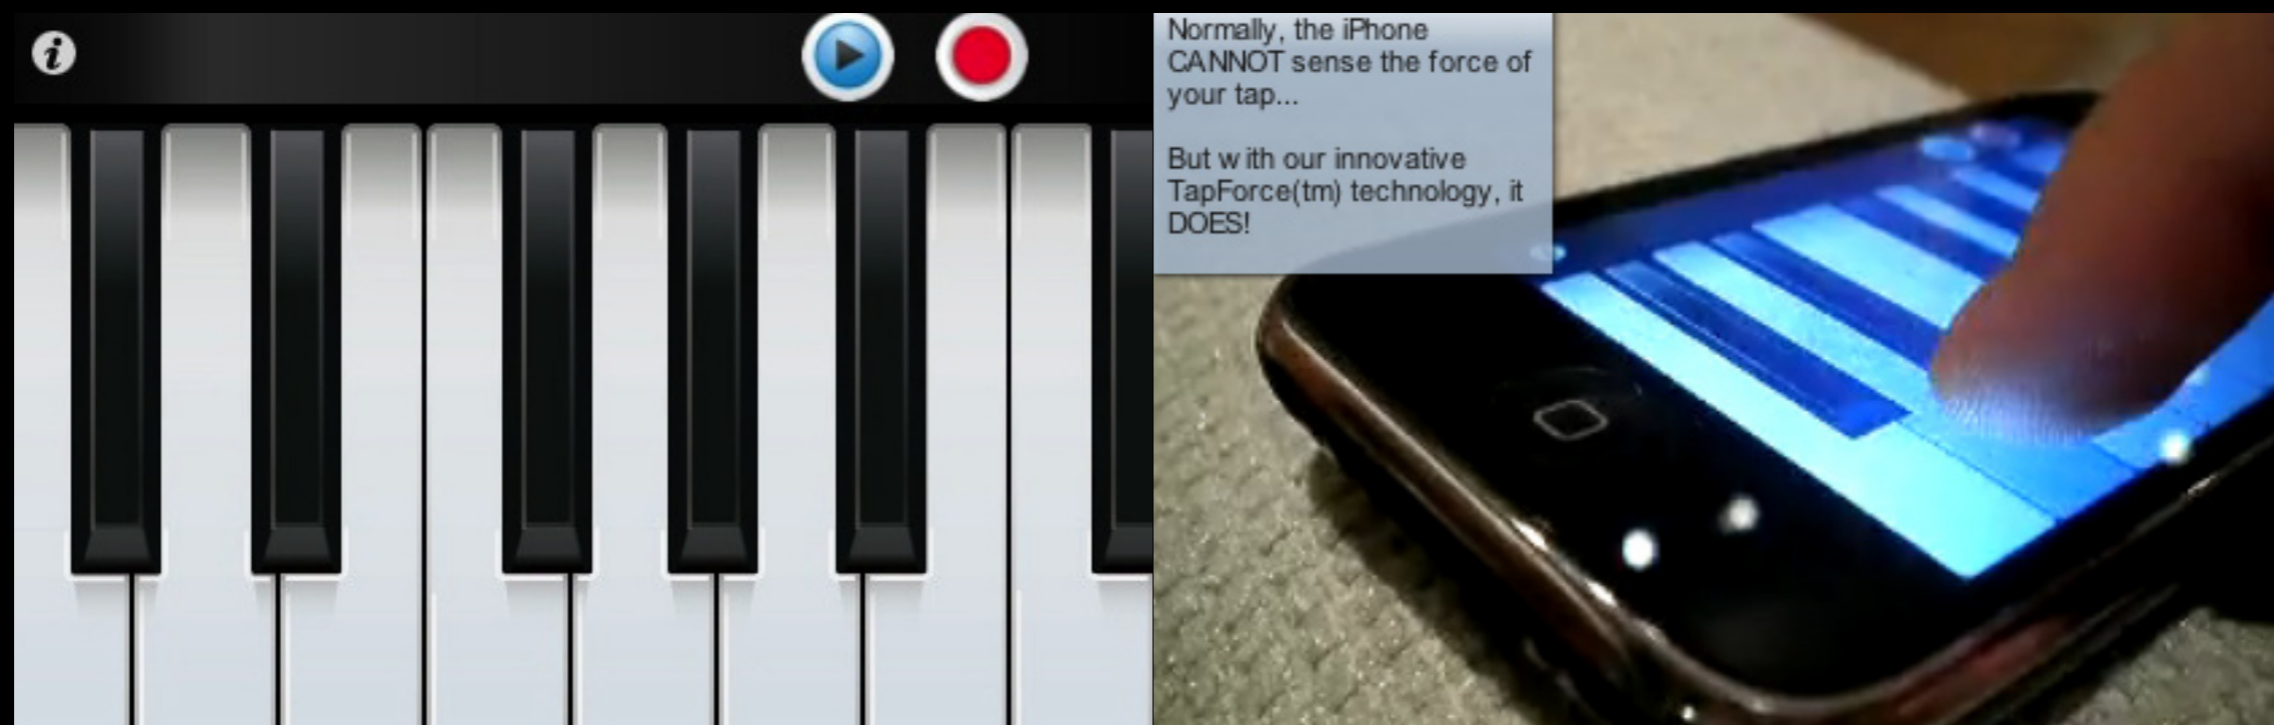 i
Normally, the iPhone
CANNOT sense the force of
your tap...
But with our innovative
TapForce(tm) technology, it
DOES!